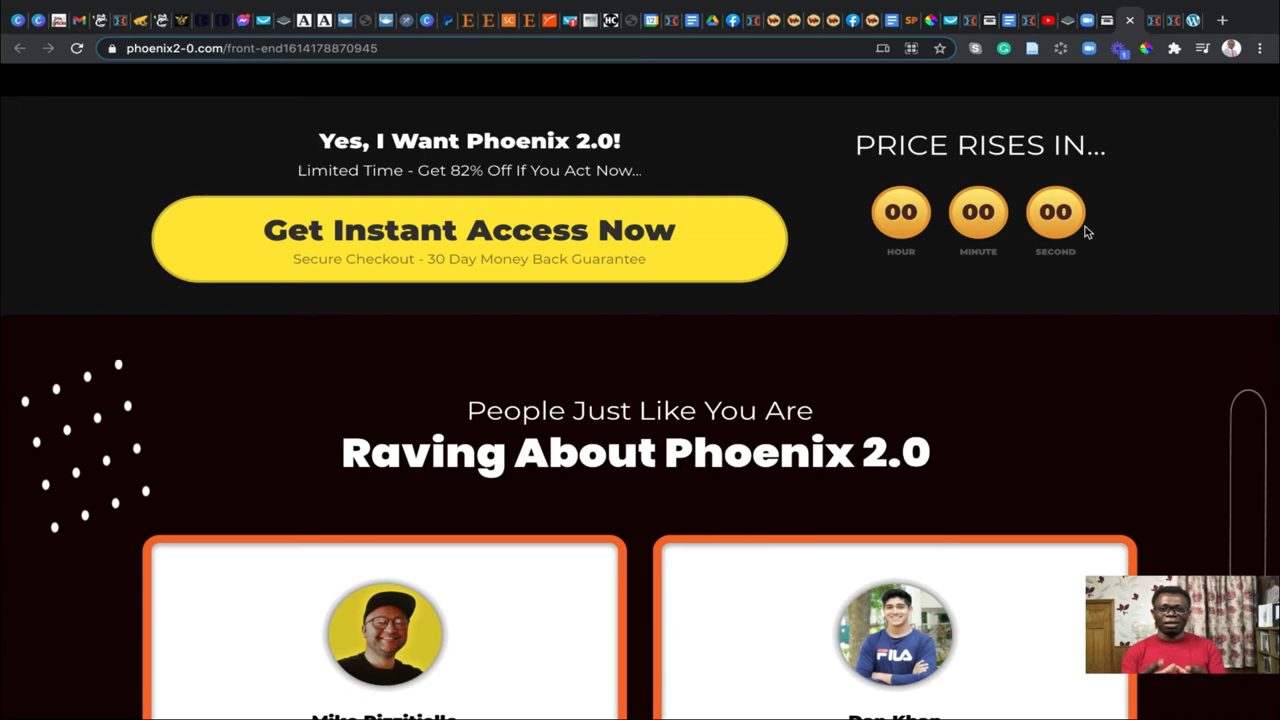 phoenix2-0.com/front-end1614178870945
Yes, I Want Phoenix 2.0!
Limited Time - Get 82% Off If You Act Now...
Get Instant Access Now
Secure Checkout - 30 Day Money Back Guarantee
PRICE RISES IN...
00 00 00
HOUR MINUTE SECOND
People Just Like You Are
Raving About Phoenix 2.0
FILA